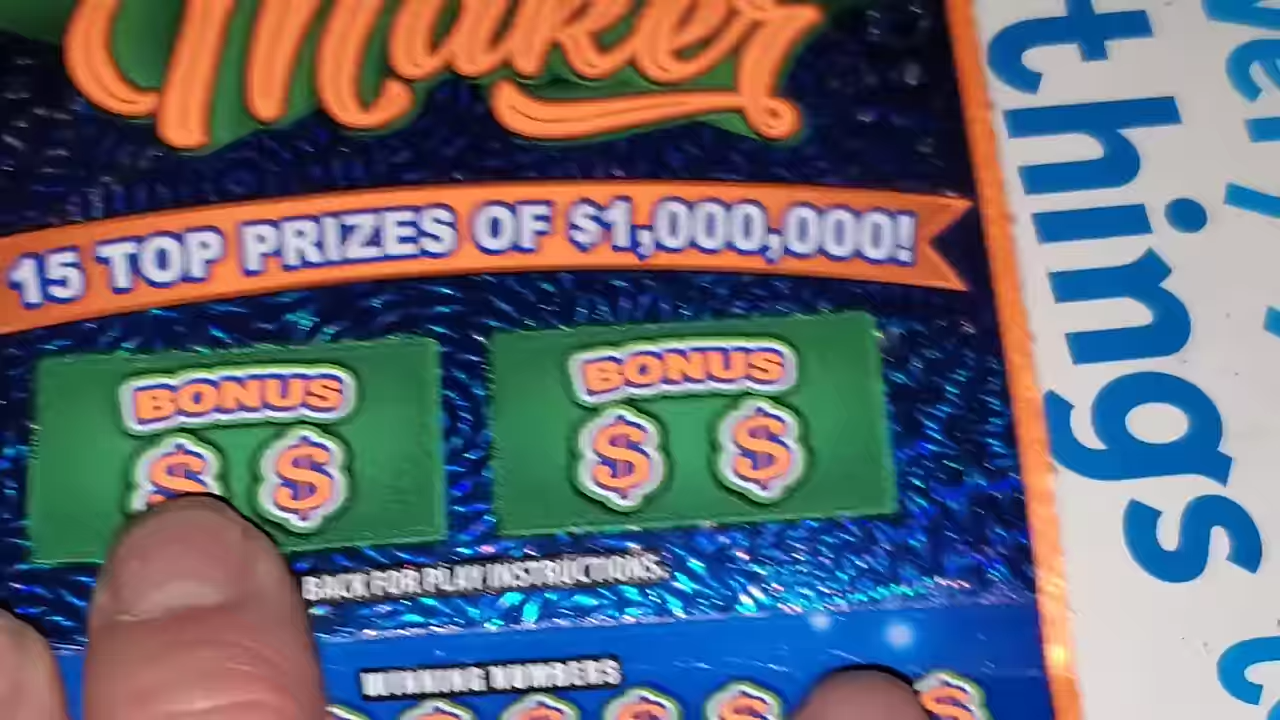 Maker
15 TOP PRIZES OF $1,000,000!
BONUS
$ $
BONUS
$ $
BACK FOR PLAY INSTRUCTIONS.
WINNING NUMBERS
$ $ $ $ $
things